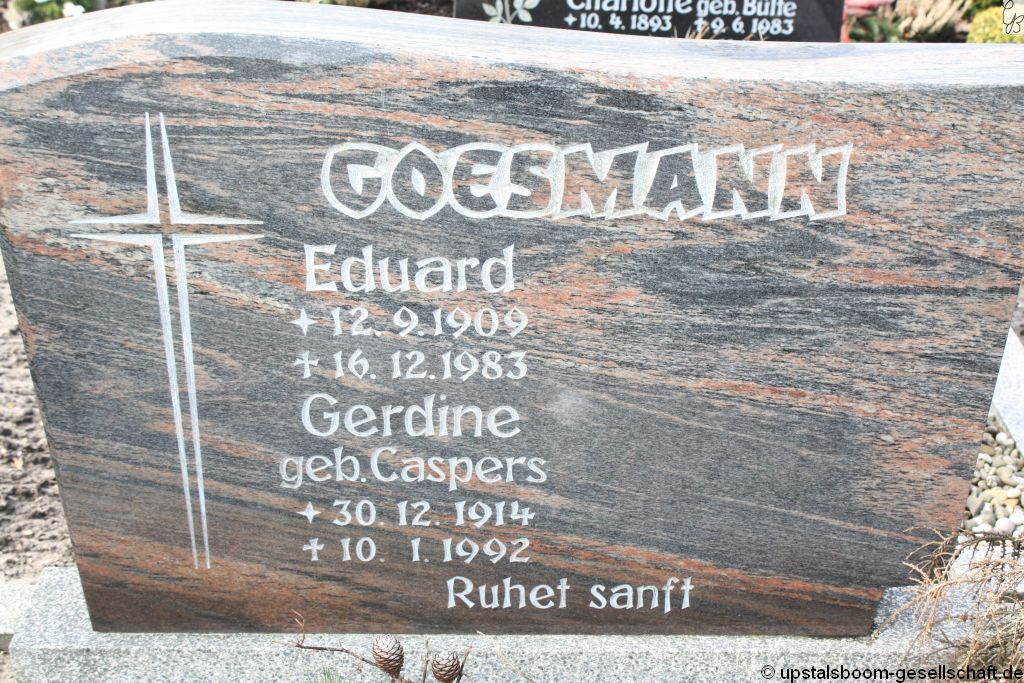 Charlotte geb. Bülte
✝10. 4. 1893 ✝9. 6. 1983
GOESMANN
Eduard
✦ 12. 9. 1909
✝ 16. 12. 1983
Gerdine
geb. Caspers
✦ 30. 12. 1914
✝ 10. 1. 1992
Ruhet sanft
© upstalsboom-gesellschaft.de